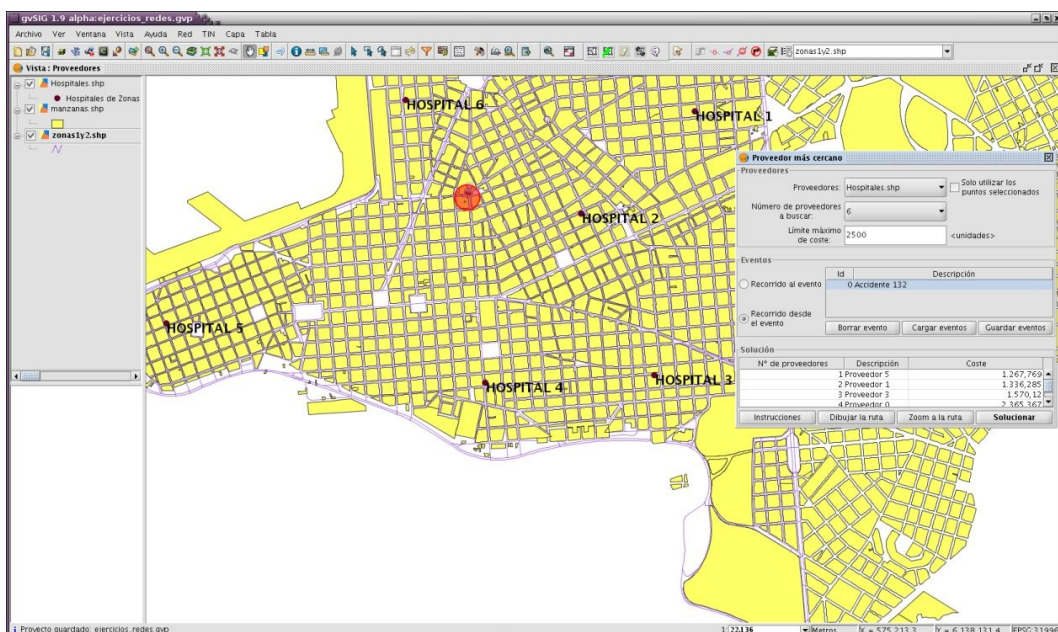 gvSIG 1.9 alpha:ejercicios_redes.gvp
Archivo Ver Ventana Vista Ayuda Red TIN Capa Tabla
zonas1y2.shp
Vista : Proveedores
Hospitales.shp
Hospitales de Zonas
manzanas.shp
zonas1y2.shp
HOSPITAL 6
HOSPITAL 1
HOSPITAL 2
HOSPITAL 5
HOSPITAL 4
HOSPITAL 3
Proveedor más cercano
Proveedores
Proveedores: Hospitales.shp
Solo utilizar los
puntos seleccionados
Número de proveedores
a buscar: 6
Límite máximo
de coste: 2500 <unidades>
Eventos
Id Descripción
Recorrido al evento 0 Accidente 132
Recorrido desde
el evento
Borrar evento Cargar eventos Guardar eventos
Solución
N° de proveedores Descripción Coste
1 Proveedor 5 1.267,769
2 Proveedor 1 1.336,285
3 Proveedor 3 1.570,12
4 Proveedor 0 2.365,367
Instrucciones Dibujar la ruta Zoom a la ruta Solucionar
Proyecto guardado: ejercicios_redes.gvp
1: 22.136 Metros X = 575.213,3 Y = 6.138.131,4 EPSG:31996